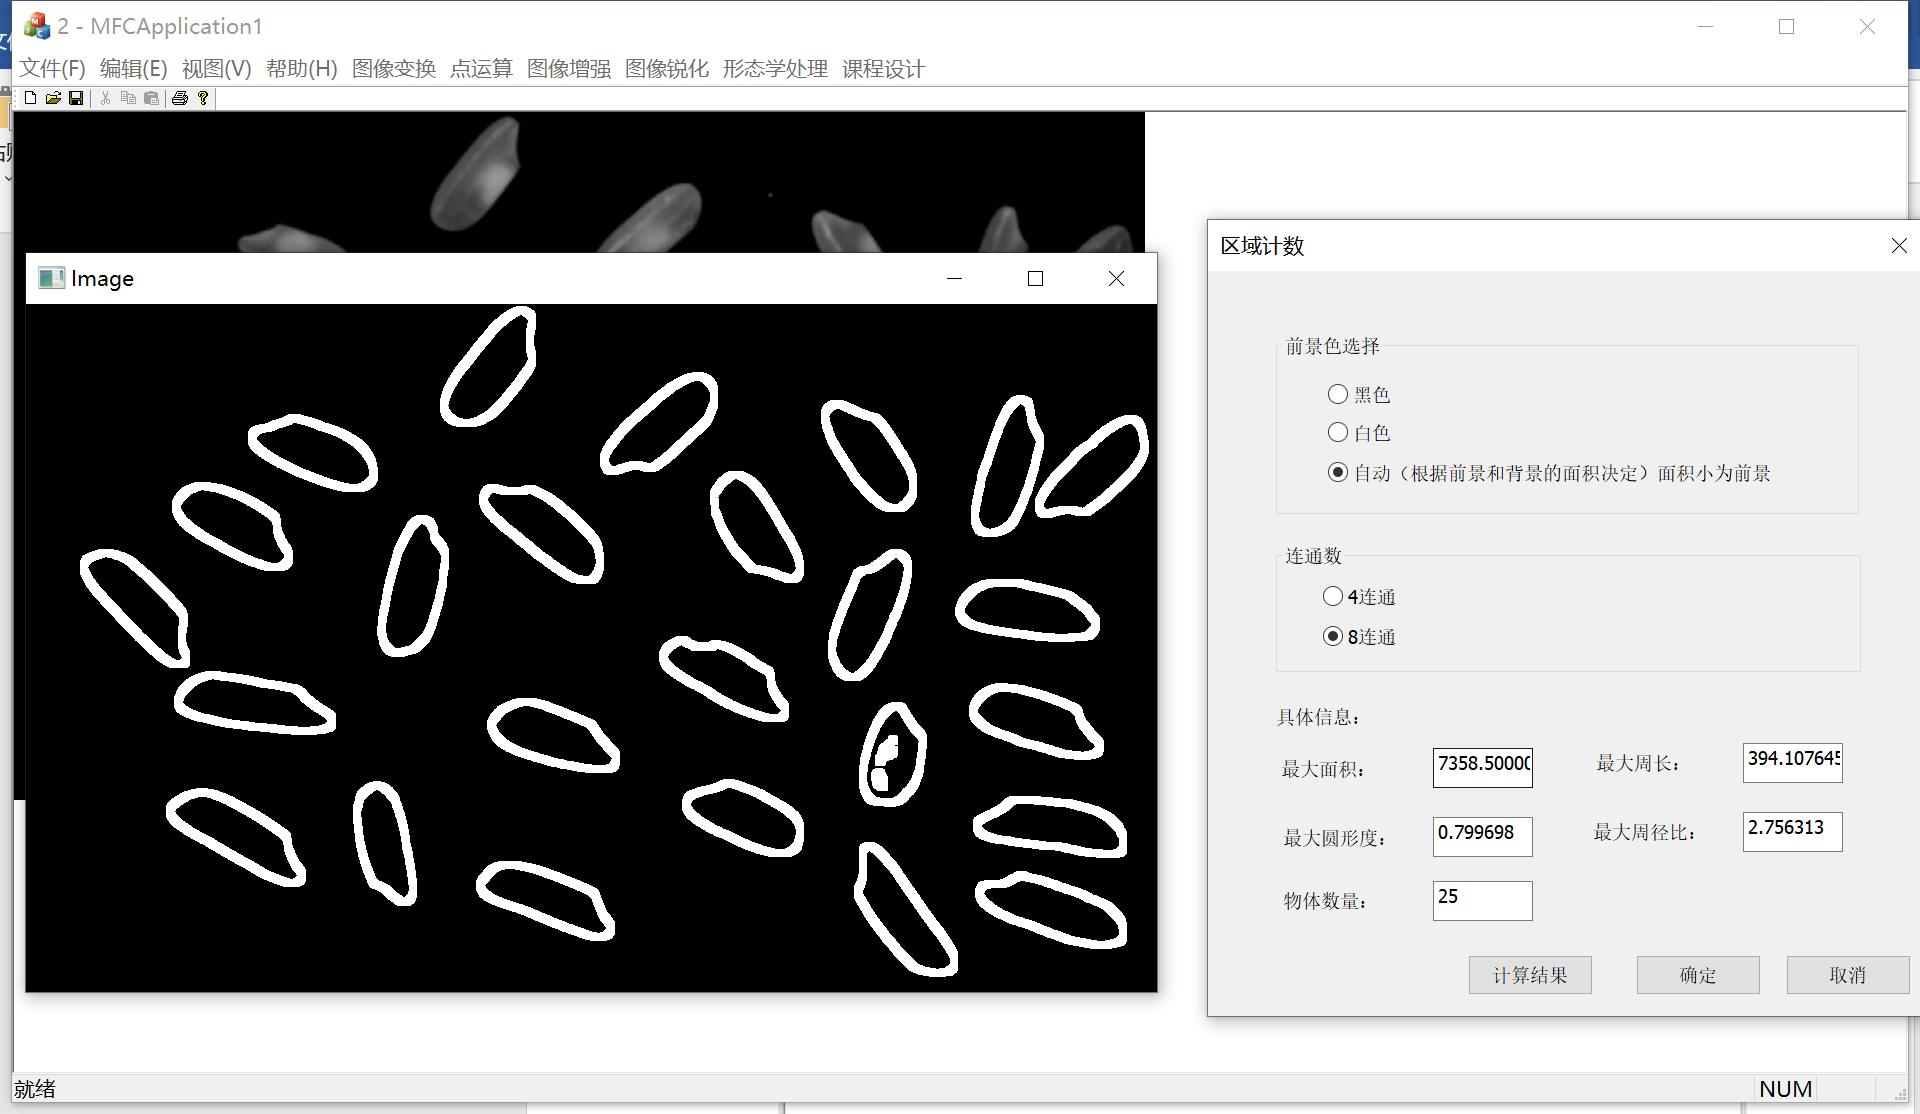 2 - MFCApplication1
文件(F) 编辑(E) 视图(V) 帮助(H) 图像变换 点运算 图像增强 图像锐化 形态学处理 课程设计
Image
区域计数
前景色选择
黑色
白色
自动（根据前景和背景的面积决定）面积小为前景
连通数
4连通
8连通
具体信息：
最大面积： 7358.5000 最大周长： 394.107645
最大圆形度： 0.799698 最大周径比： 2.756313
物体数量： 25
计算结果 确定 取消
就绪 NUM